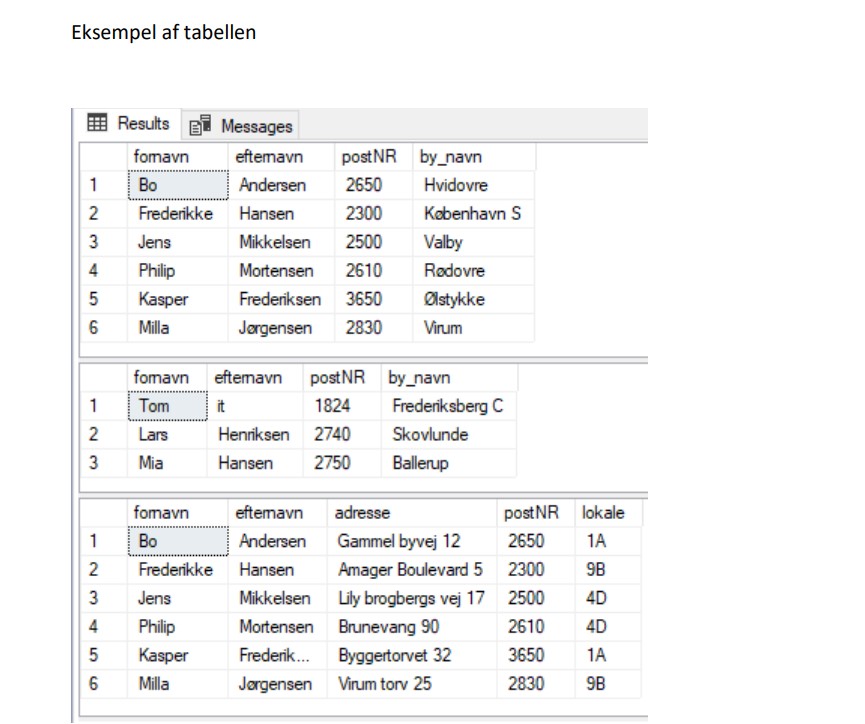 Eksempel af tabellen
Results Messages
fornavn efternavn postNR by_navn
1 Bo Andersen 2650 Hvidovre
2 Frederikke Hansen 2300 København S
3 Jens Mikkelsen 2500 Valby
4 Philip Mortensen 2610 Rødovre
5 Kasper Frederiksen 3650 Ølstykke
6 Milla Jørgensen 2830 Virum
fornavn efternavn postNR by_navn
1 Tom it 1824 Frederiksberg C
2 Lars Henriksen 2740 Skovlunde
3 Mia Hansen 2750 Ballerup
fornavn efternavn adresse postNR lokale
1 Bo Andersen Gammel byvej 12 2650 1A
2 Frederikke Hansen Amager Boulevard 5 2300 9B
3 Jens Mikkelsen Lily brogbergs vej 17 2500 4D
4 Philip Mortensen Brunevang 90 2610 4D
5 Kasper Frederik... Byggertorvet 32 3650 1A
6 Milla Jørgensen Virum torv 25 2830 9B